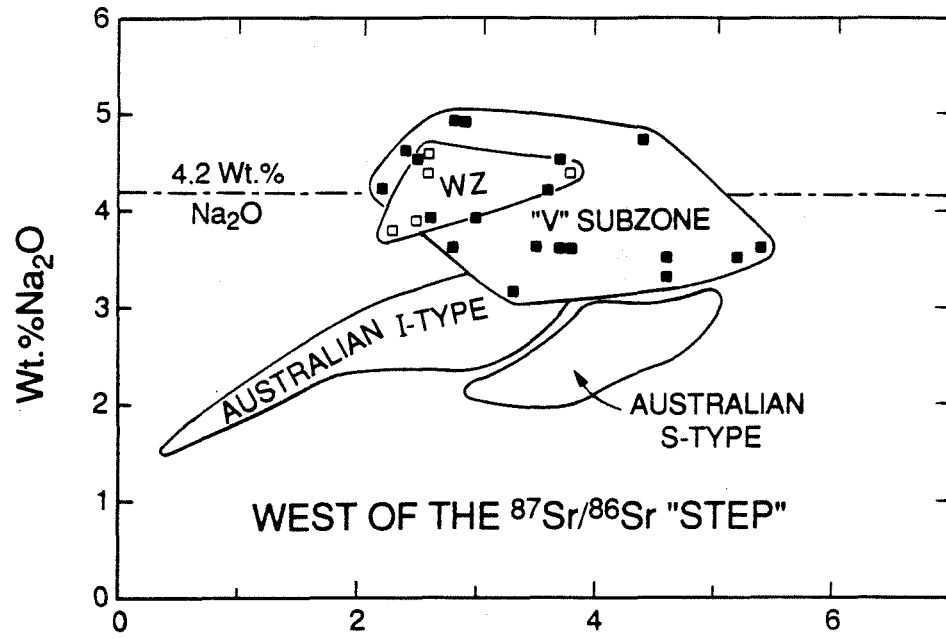 6
5
4.2 Wt.%
Na₂O
4
3
2
1
0
Wt.%Na₂O
WZ
"V" SUBZONE
AUSTRALIAN I-TYPE
AUSTRALIAN
S-TYPE
WEST OF THE ⁸⁷Sr/⁸⁶Sr "STEP"
0 2 4 6